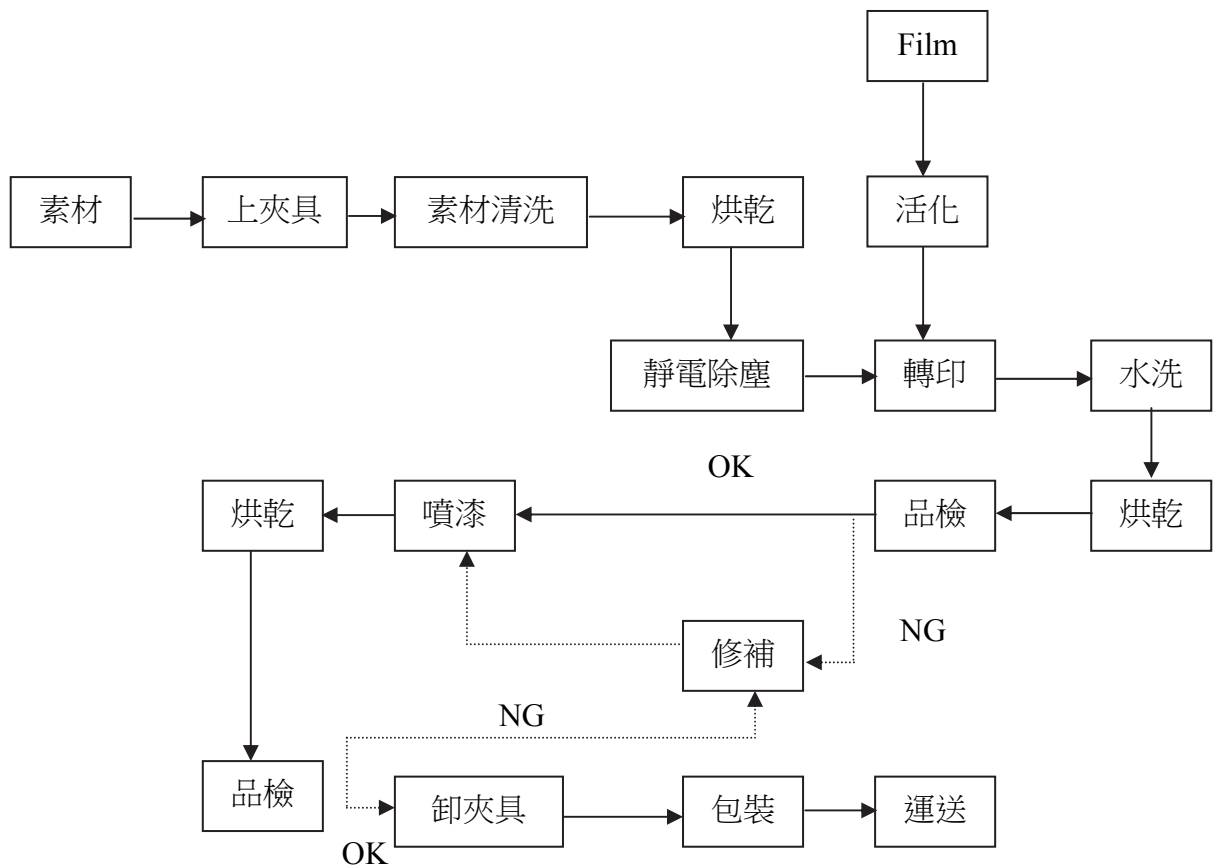 Film
素材
上夾具
素材清洗
烘乾
活化
靜電除塵
轉印
水洗
OK
烘乾
噴漆
品檢
烘乾
修補
NG
NG
品檢
卸夾具
包裝
運送
OK